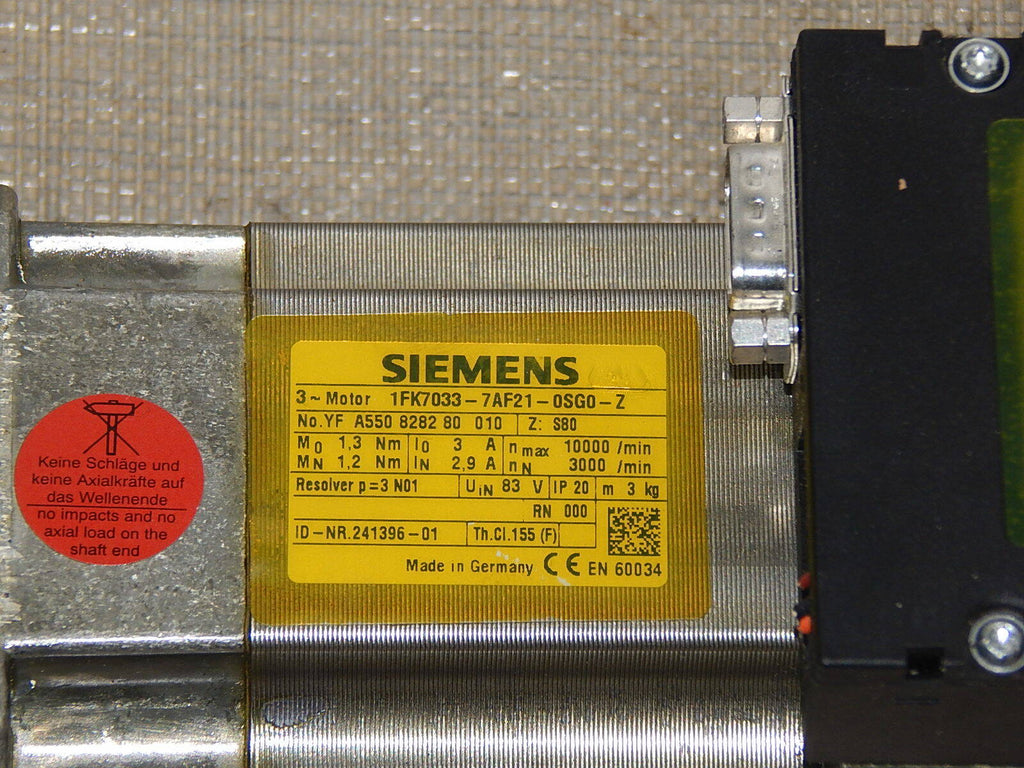 SIEMENS
3~Motor 1FK7033-7AF21-0SG0-Z
No.YF A550 8282 80 010 Z: S80
M0 1,3 Nm I0 3 A nmax 10000 /min
MN 1,2 Nm IN 2,9 A nN 3000 /min
Resolver p=3 N01 UIN 83 V IP 20 m 3 kg
RN 000
ID-NR.241396-01 Th.Cl.155 (F)
Made in Germany CE EN 60034
Keine Schläge und
keine Axialkräfte auf
das Wellenende
no impacts and no
axial load on the
shaft end